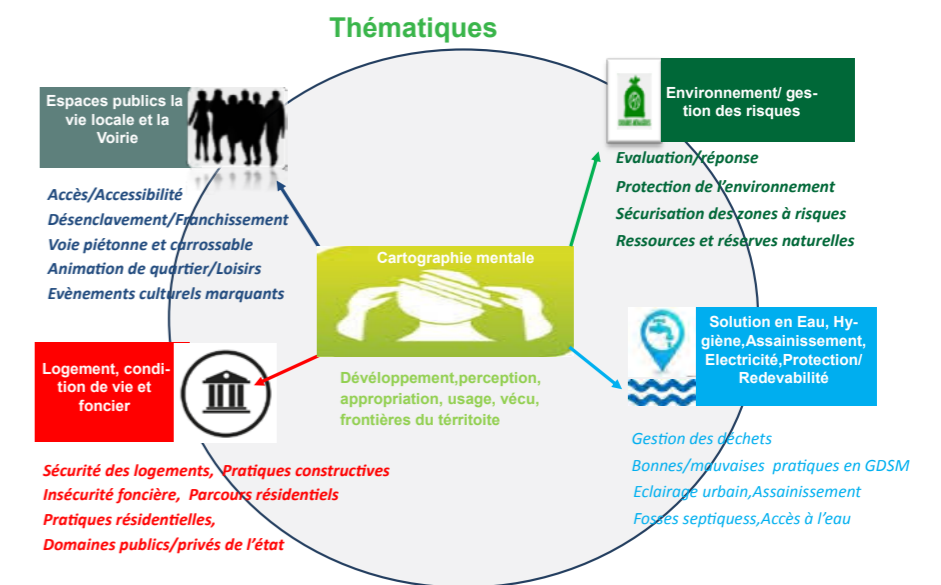 Thématiques
Espaces publics la
vie locale et la
Voirie
Accès/Accessibilité
Désenclavement/Franchissement
Voie piétonne et carrossable
Animation de quartier/Loisirs
Evènements culturels marquants
Environnement/ ges-
tion des risques
Evaluation/réponse
Protection de l'environnement
Sécurisation des zones à risques
Ressources et réserves naturelles
Cartographie mentale
Dévéloppement,perception,
appropriation, usage, vécu,
frontières du térritoite
Logement, condi-
tion de vie et
foncier
Sécurité des logements, Pratiques constructives
Insécurité foncière, Parcours résidentiels
Pratiques résidentielles,
Domaines publics/privés de l'état
Solution en Eau, Hy-
giène,Assainissement,
Electricité,Protection/
Redevabilité
Gestion des déchets
Bonnes/mauvaises pratiques en GDSM
Eclairage urbain,Assainissement
Fosses septiquess,Accès à l'eau